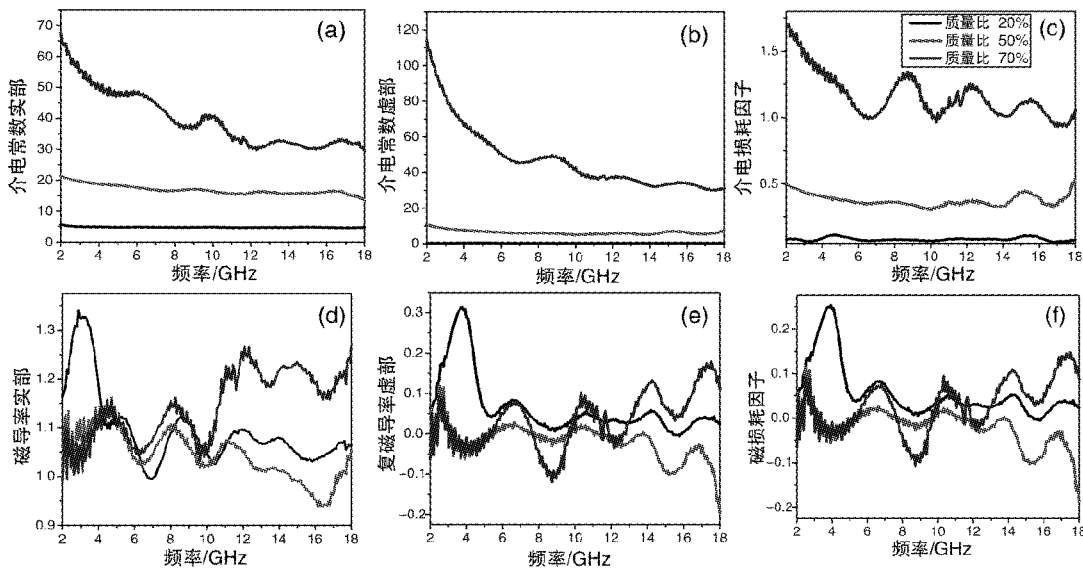 (a)
介电常数实部
70
60
50
40
30
20
10
0
2 4 6 8 10 12 14 16 18
频率/GHz
(b)
介电常数虚部
120
100
80
60
40
20
0
2 4 6 8 10 12 14 16 18
频率/GHz
质量比 20%
质量比 50%
质量比 70%
(c)
介电损耗因子
1.5
1.0
0.5
2 4 6 8 10 12 14 16 18
频率/GHz
(d)
磁导率实部
1.3
1.2
1.1
1.0
0.9
2 4 6 8 10 12 14 16 18
频率/GHz
(e)
复磁导率虚部
0.3
0.2
0.1
0.0
-0.1
-0.2
2 4 6 8 10 12 14 16 18
频率/GHz
(f)
磁损耗因子
0.2
0.1
0.0
-0.1
-0.2
2 4 6 8 10 12 14 16 18
频率/GHz